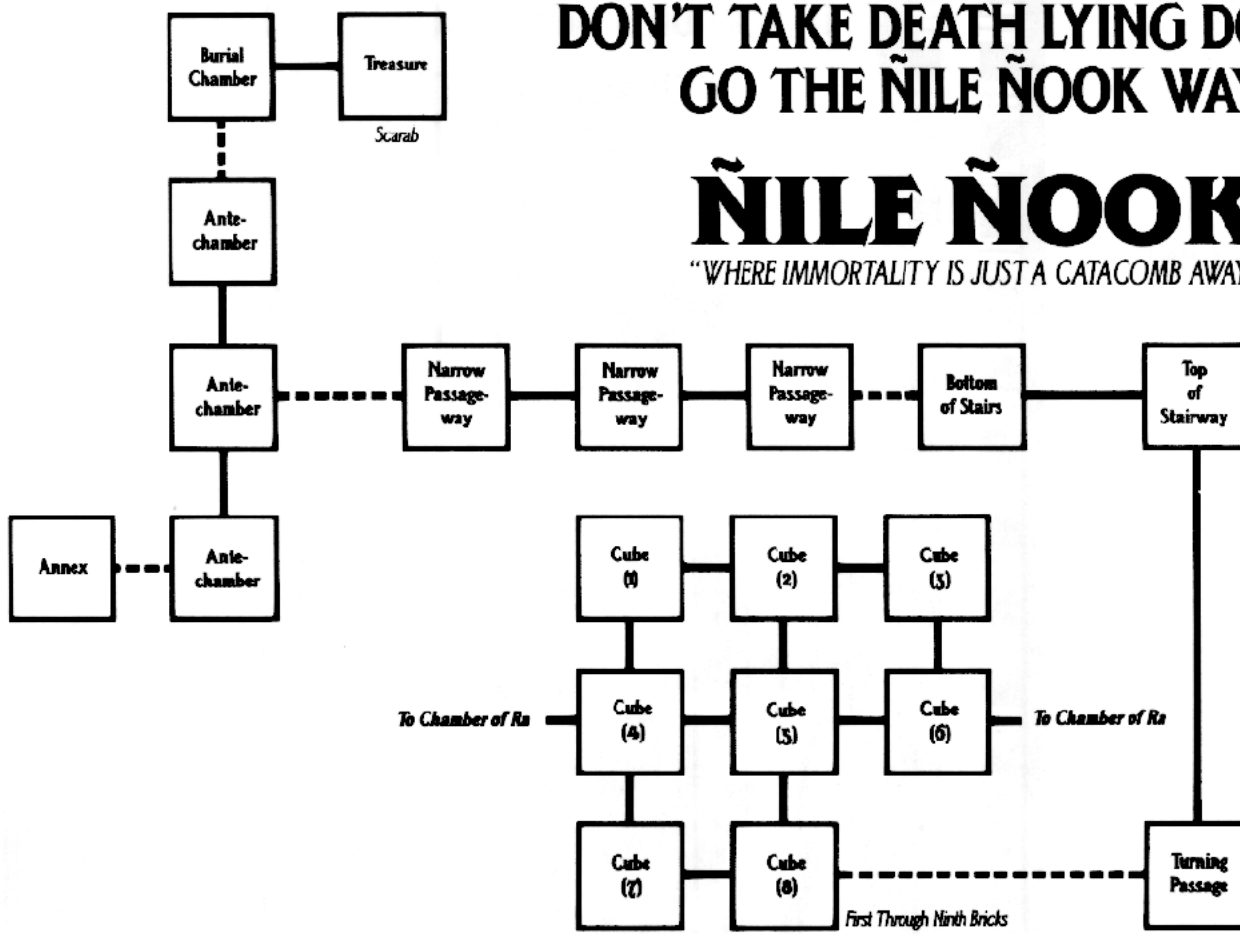 DON'T TAKE DEATH LYING DO
GO THE ÑILE ÑOOK WAY
ÑILE ÑOOK
“WHERE IMMORTALITY IS JUST A CATACOMB AWAY
Burial
Chamber
Treasure
Scarab
Ante-
chamber
Ante-
chamber
Narrow
Passage-
way
Narrow
Passage-
way
Narrow
Passage-
way
Bottom
of Stairs
Top
of
Stairway
Annex
Ante-
chamber
Cube
(1)
Cube
(2)
Cube
(3)
To Chamber of Ra
Cube
(4)
Cube
(5)
Cube
(6)
To Chamber of Ra
Cube
(7)
Cube
(8)
First Through Ninth Bricks
Turning
Passage